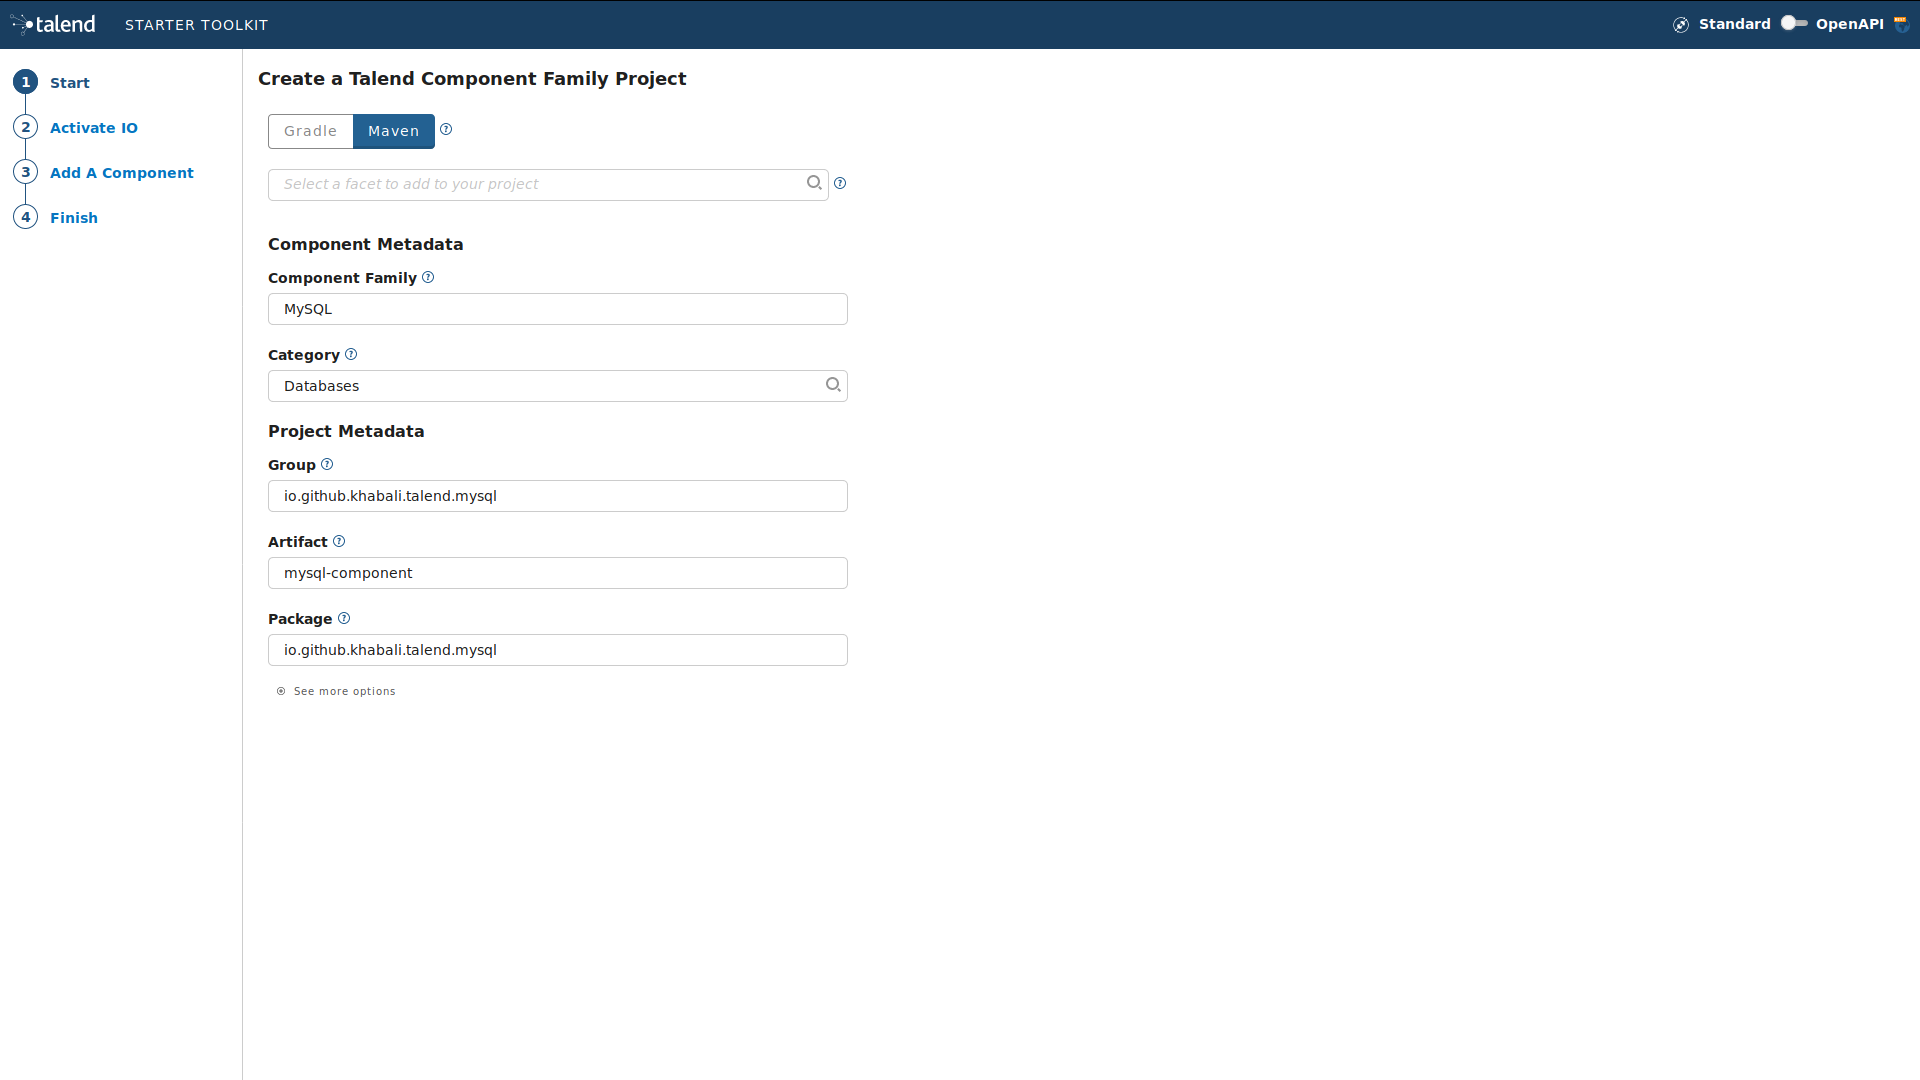 talend STARTER TOOLKIT Standard OpenAPI
1 Start
2 Activate IO
3 Add A Component
4 Finish
Create a Talend Component Family Project
Gradle Maven ?
Select a facet to add to your project ?
Component Metadata
Component Family ?
MySQL
Category ?
Databases
Project Metadata
Group ?
io.github.khabali.talend.mysql
Artifact ?
mysql-component
Package ?
io.github.khabali.talend.mysql
See more options